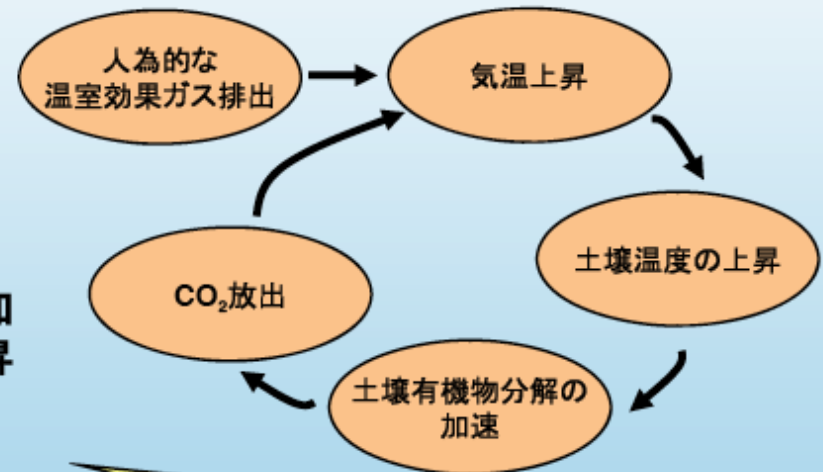 人為的な
温室効果ガス排出
気温上昇
土壌温度の上昇
土壌有機物分解の
加速
CO₂放出
昇